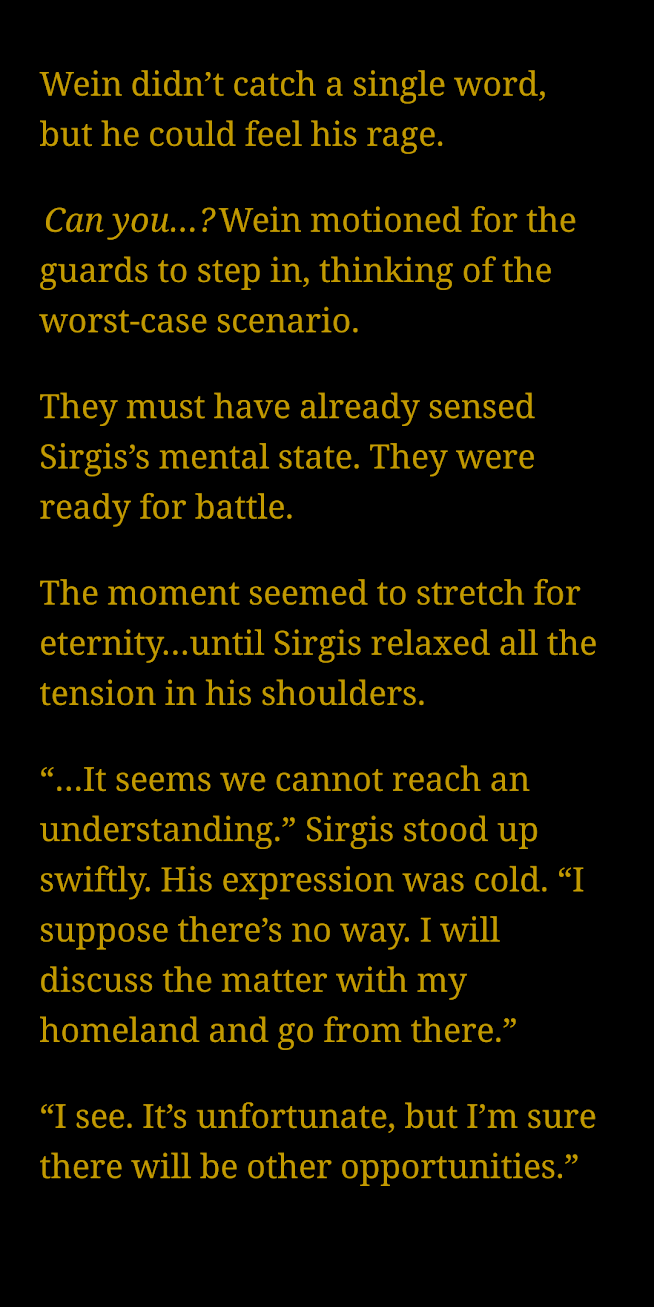 Wein didn’t catch a single word,
but he could feel his rage.
Can you…? Wein motioned for the
guards to step in, thinking of the
worst-case scenario.
They must have already sensed
Sirgis’s mental state. They were
ready for battle.
The moment seemed to stretch for
eternity…until Sirgis relaxed all the
tension in his shoulders.
“…It seems we cannot reach an
understanding.” Sirgis stood up
swiftly. His expression was cold. “I
suppose there’s no way. I will
discuss the matter with my
homeland and go from there.”
“I see. It’s unfortunate, but I’m sure
there will be other opportunities.”